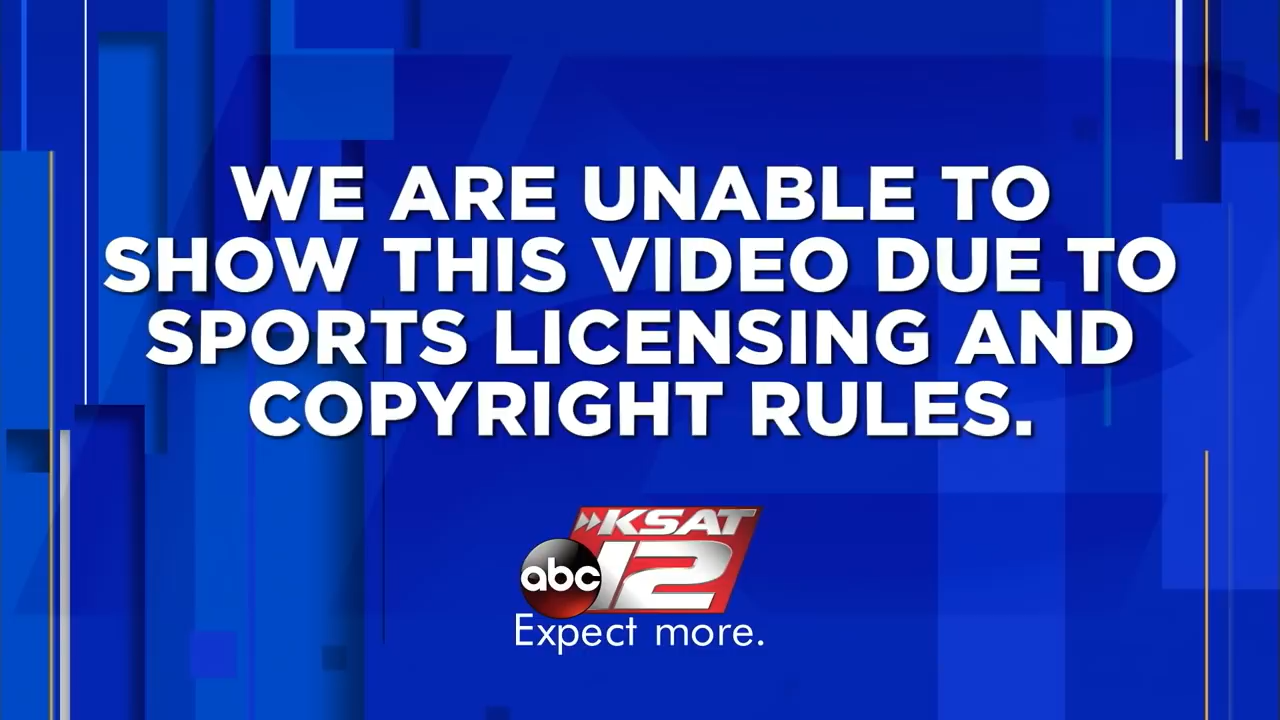 WE ARE UNABLE TO
SHOW THIS VIDEO DUE TO
SPORTS LICENSING AND
COPYRIGHT RULES.
KSAT
abc 12
Expect more.